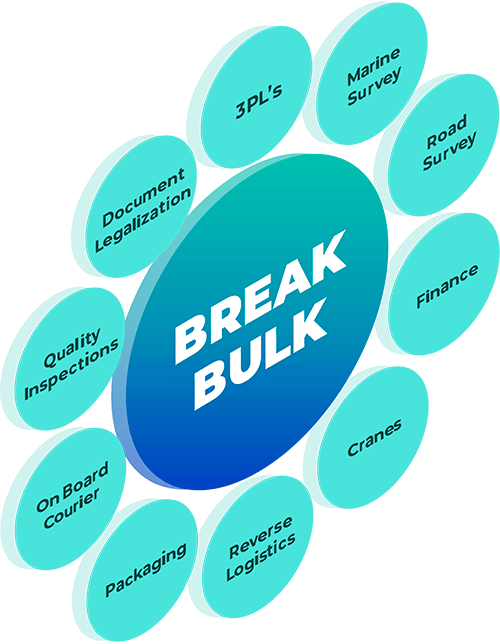 3PL's
Marine
Survey
Road
Survey
Document
Legalization
BREAK
BULK
Finance
Quality
Inspections
Cranes
On Board
Courier
Packaging
Reverse
Logistics